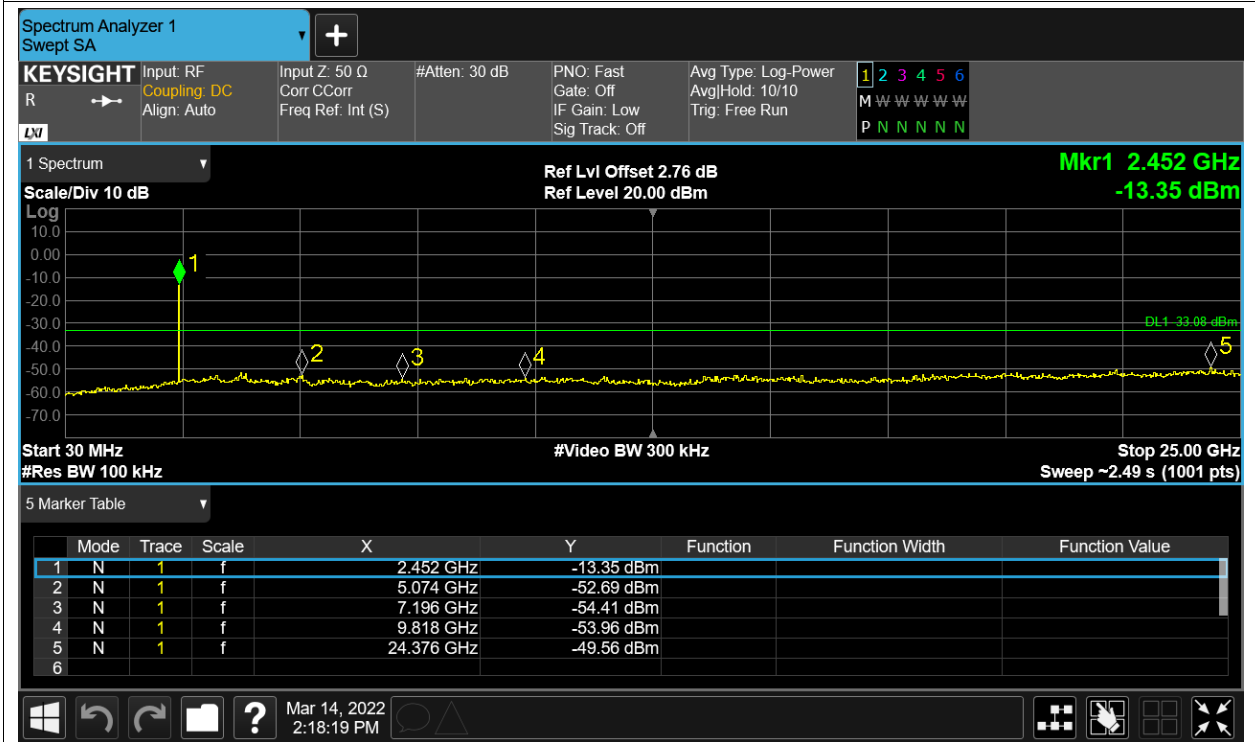 Spectrum Analyzer 1
Swept SA
KEYSIGHT Input: RF Input Z: 50 Ω #Atten: 30 dB PNO: Fast Avg Type: Log-Power 1 2 3 4 5 6
R Coupling: DC Corr CCorr Gate: Off Avg|Hold: 10/10 M W W W W W
Align: Auto Freq Ref: Int (S) IF Gain: Low Trig: Free Run
LXI Sig Track: Off P N N N N N
1 Spectrum Ref Lvl Offset 2.76 dB Mkr1 2.452 GHz
Scale/Div 10 dB Ref Level 20.00 dBm -13.35 dBm
Log
10.0
0.00
1
-10.0
-20.0
-30.0 DL1 -33.08 dBm
-40.0
2 3 4 5
-50.0
-60.0
-70.0
Start 30 MHz #Video BW 300 kHz Stop 25.00 GHz
#Res BW 100 kHz Sweep ~2.49 s (1001 pts)
5 Marker Table
Mode Trace Scale X Y Function Function Width Function Value
1 N 1 f 2.452 GHz -13.35 dBm
2 N 1 f 5.074 GHz -52.69 dBm
3 N 1 f 7.196 GHz -54.41 dBm
4 N 1 f 9.818 GHz -53.96 dBm
5 N 1 f 24.376 GHz -49.56 dBm
6
? Mar 14, 2022
2:18:19 PM